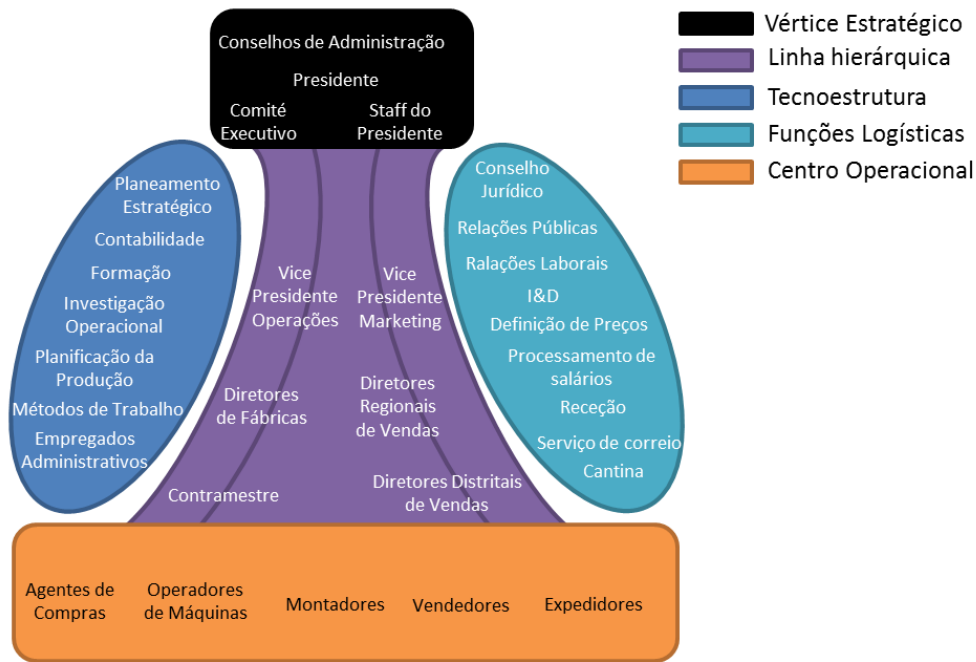 Conselhos de Administração
Presidente
Comité
Executivo
Staff do
Presidente
Vértice Estratégico
Linha hierárquica
Tecnoestrutura
Funções Logísticas
Centro Operacional
Planeamento
Estratégico
Contabilidade
Formação
Investigação
Operacional
Planificação da
Produção
Métodos de Trabalho
Empregados
Administrativos
Vice
Presidente
Operações
Diretores
de Fábricas
Contramestre
Vice
Presidente
Marketing
Diretores
Regionais
de Vendas
Diretores Distritais
de Vendas
Conselho
Jurídico
Relações Públicas
Ralações Laborais
I&D
Definição de Preços
Processamento de
salários
Receção
Serviço de correio
Cantina
Agentes de
Compras
Operadores
de Máquinas
Montadores
Vendedores
Expedidores